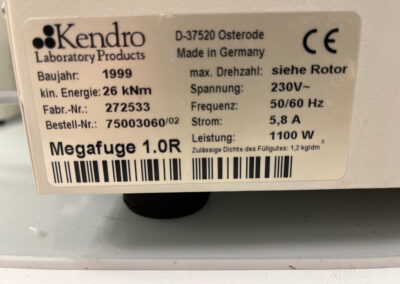 Kendro
Laboratory Products
D-37520 Osterode
Made in Germany
CE
Baujahr: 1999
max. Drehzahl: siehe Rotor
kin. Energie: 26 kNm
Spannung: 230V~
Fabr.-Nr.: 272533
Frequenz: 50/60 Hz
Bestell-Nr.: 75003060/02
Strom: 5,8 A
Leistung: 1100 W
Megafuge 1.0R
Zulässige Dichte des Füllgutes: 1,2 kg/dm³